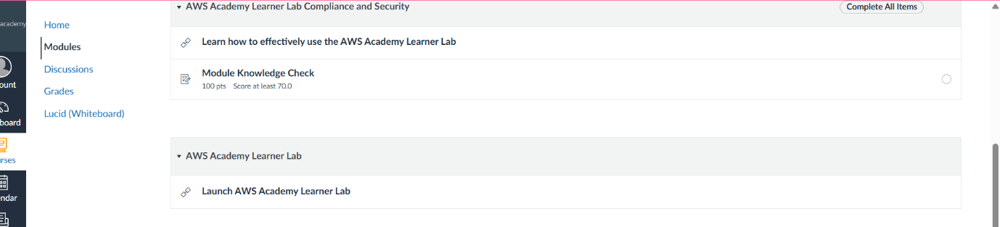 AWS Academy Learner Lab Compliance and Security
Complete All Items
academy
Home
Learn how to effectively use the AWS Academy Learner Lab
Modules
Discussions
Module Knowledge Check
100 pts Score at least 70.0
ount
Grades
Lucid (Whiteboard)
board
AWS Academy Learner Lab
rses
Launch AWS Academy Learner Lab
ndar